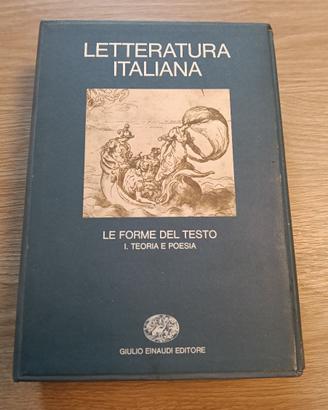 LETTERATURA
ITALIANA
LE FORME DEL TESTO
I. TEORIA E POESIA
GIULIO EINAUDI EDITORE